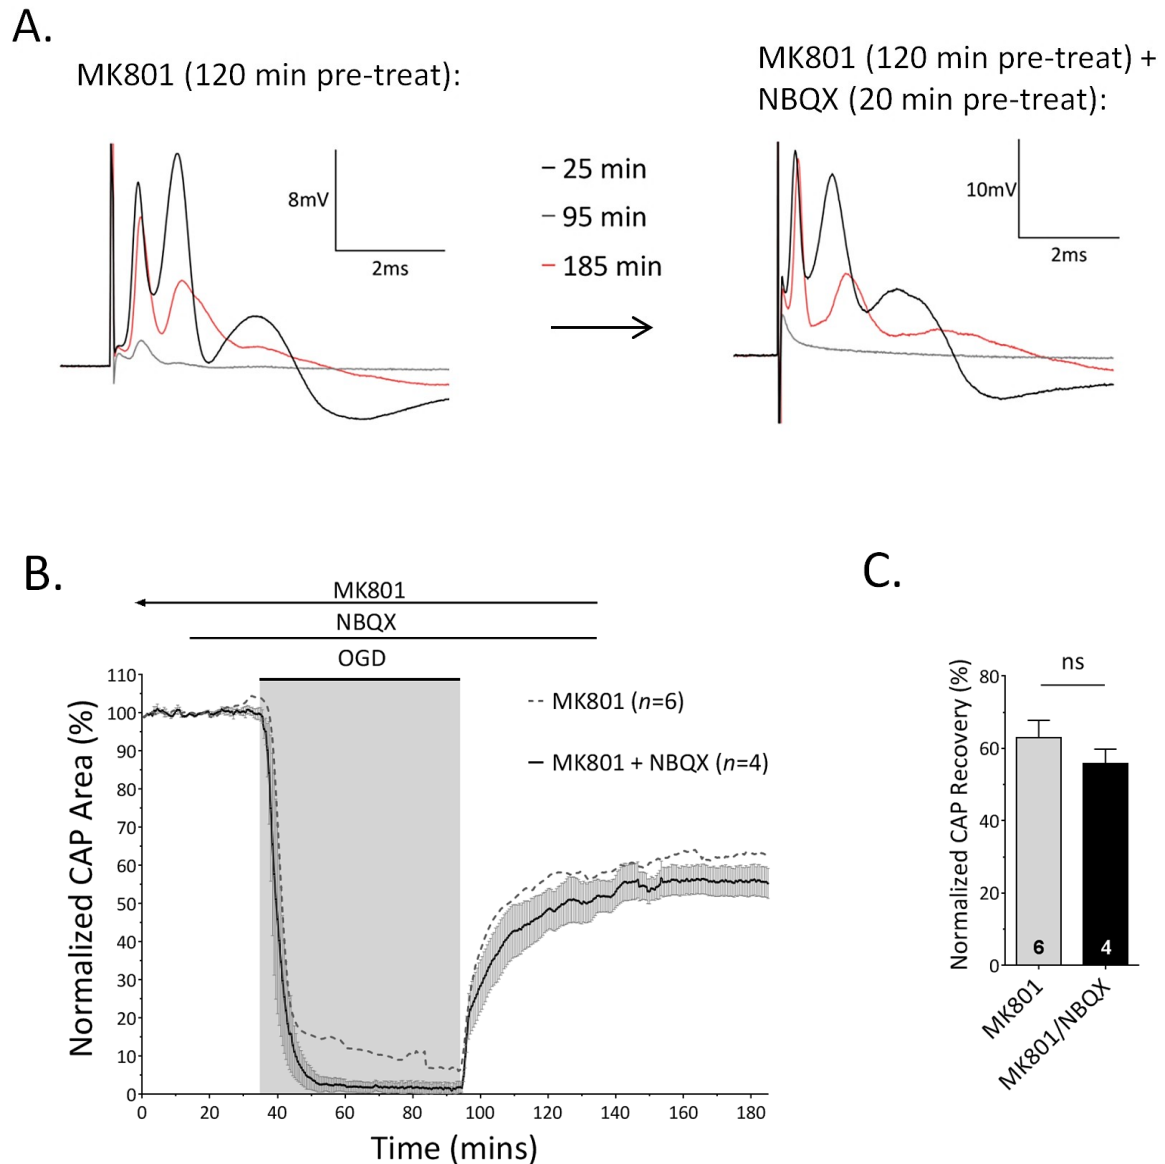 A.
MK801 (120 min pre-treat):
MK801 (120 min pre-treat) +
NBQX (20 min pre-treat):
8mV
2ms
25 min
95 min
185 min
10mV
2ms
B.
MK801
NBQX
OGD
Normalized CAP Area (%)
110
100
90
80
70
60
50
40
30
20
10
0
MK801 (n=6)
MK801 + NBQX (n=4)
0 20 40 60 80 100 120 140 160 180
Time (mins)
C.
Normalized CAP Recovery (%)
80
60
40
20
0
ns
6 4
MK801
MK801/NBQX